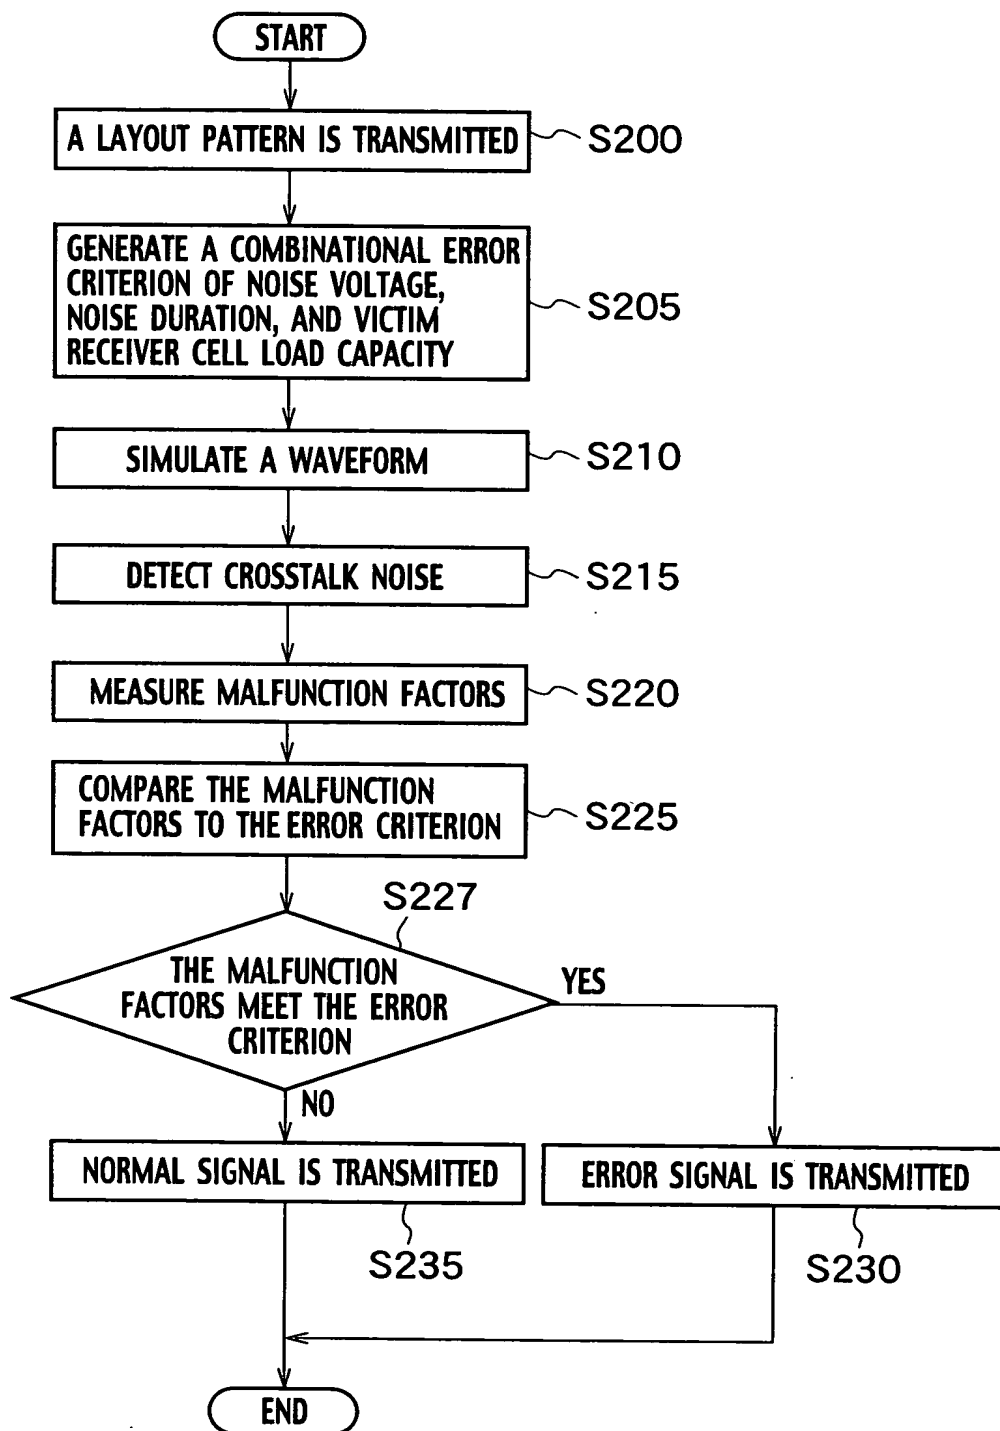 START
A LAYOUT PATTERN IS TRANSMITTED
S200
GENERATE A COMBINATIONAL ERROR
CRITERION OF NOISE VOLTAGE,
NOISE DURATION, AND VICTIM
RECEIVER CELL LOAD CAPACITY
S205
SIMULATE A WAVEFORM
S210
DETECT CROSSTALK NOISE
S215
MEASURE MALFUNCTION FACTORS
S220
COMPARE THE MALFUNCTION
FACTORS TO THE ERROR CRITERION
S225
S227
THE MALFUNCTION
FACTORS MEET THE ERROR
CRITERION
YES
NO
NORMAL SIGNAL IS TRANSMITTED
S235
ERROR SIGNAL IS TRANSMITTED
S230
END